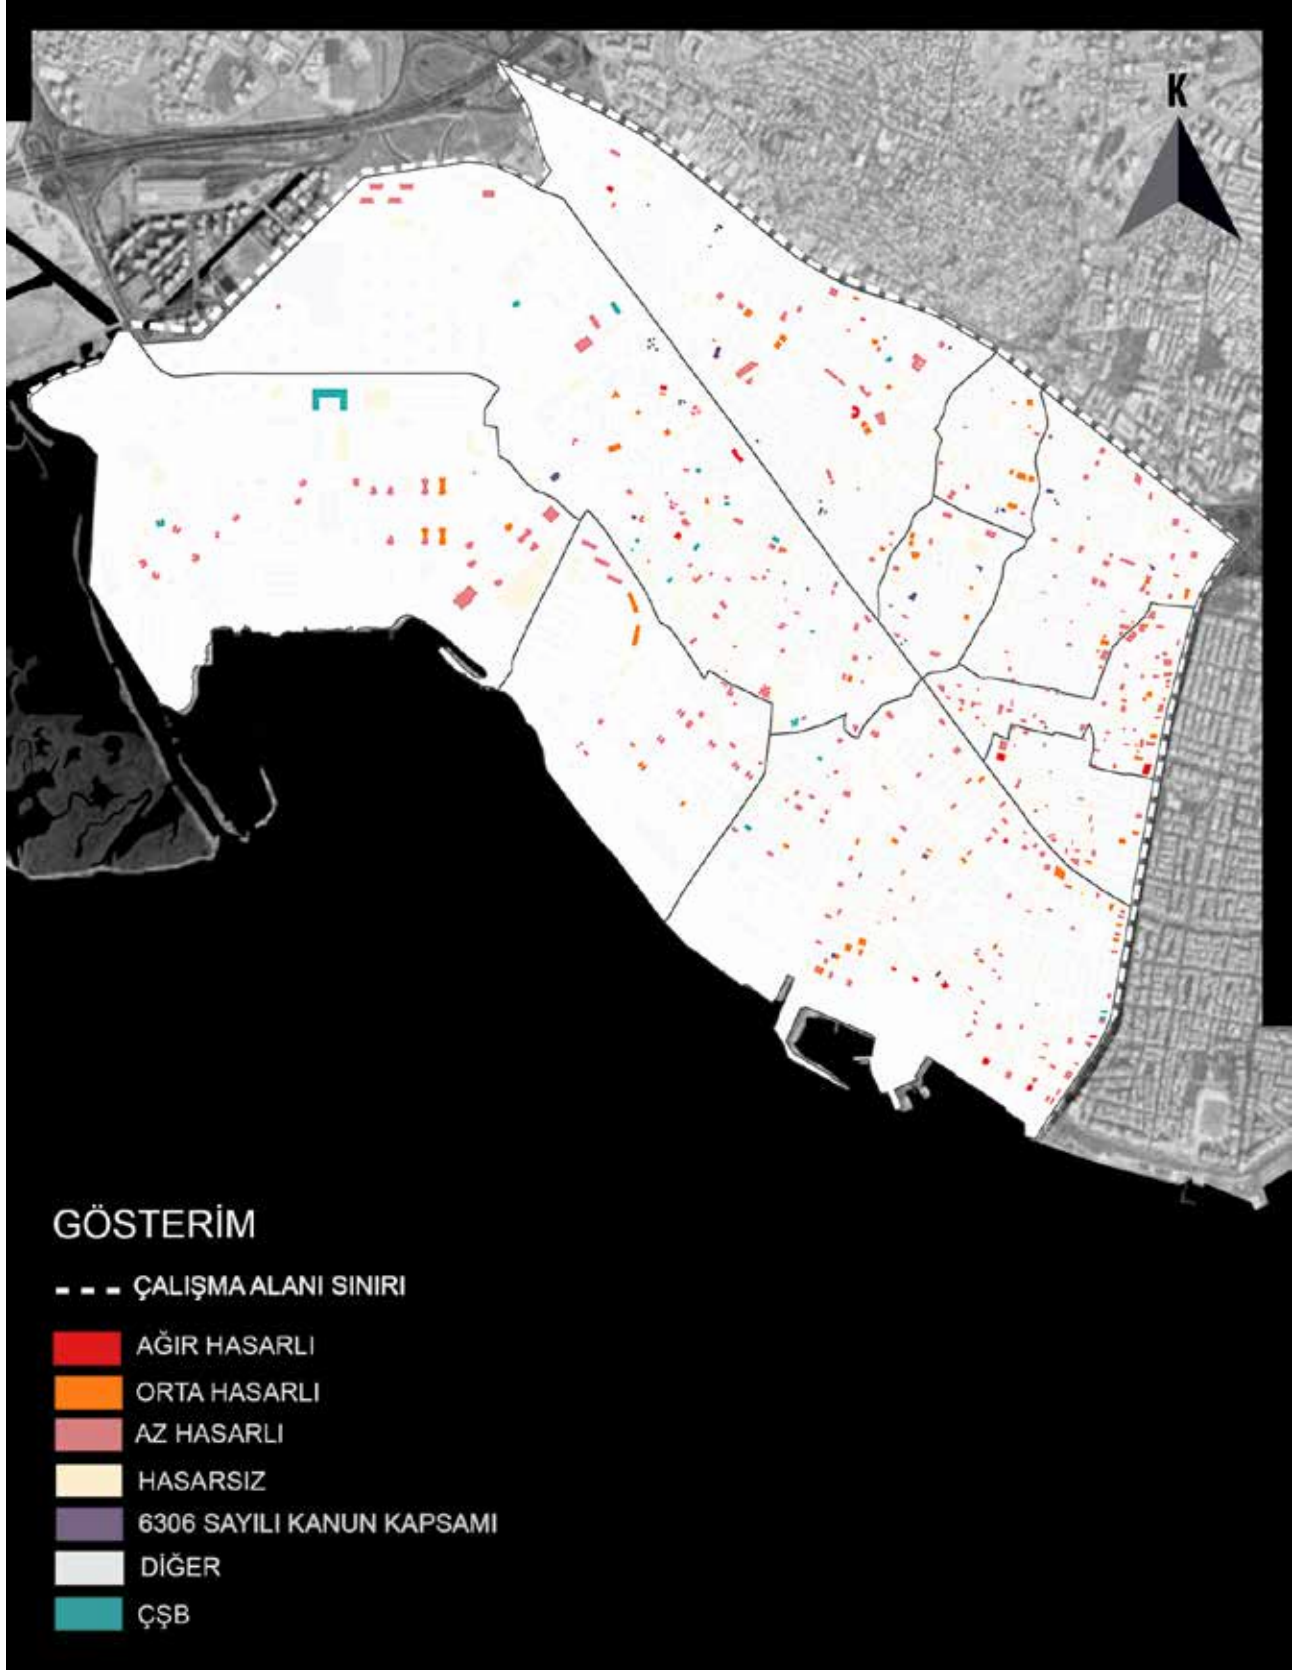 K
GÖSTERİM
ÇALIŞMA ALANI SINIRI
AĞIR HASARLI
ORTA HASARLI
AZ HASARLI
HASARSIZ
6306 SAYILI KANUN KAPSAMI
DİĞER
ÇŞB